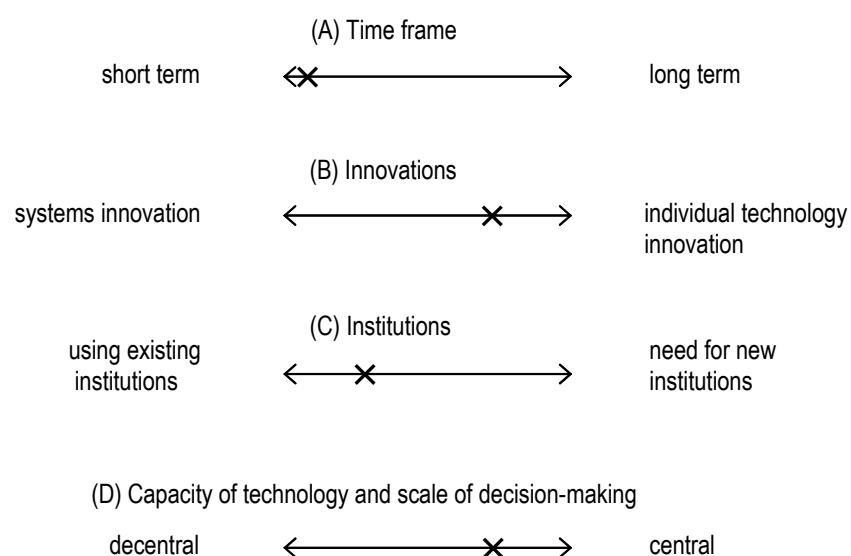 (A) Time frame
short term
long term
(B) Innovations
systems innovation
individual technology
innovation
(C) Institutions
using existing
institutions
need for new
institutions
(D) Capacity of technology and scale of decision-making
decentral
central